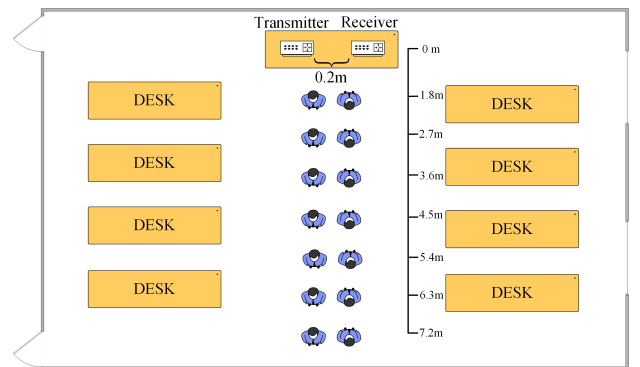 Transmitter Receiver
0 m
0.2m
DESK
1.8m
DESK
2.7m
DESK
3.6m
DESK
4.5m
DESK
DESK
5.4m
DESK
6.3m
DESK
7.2m